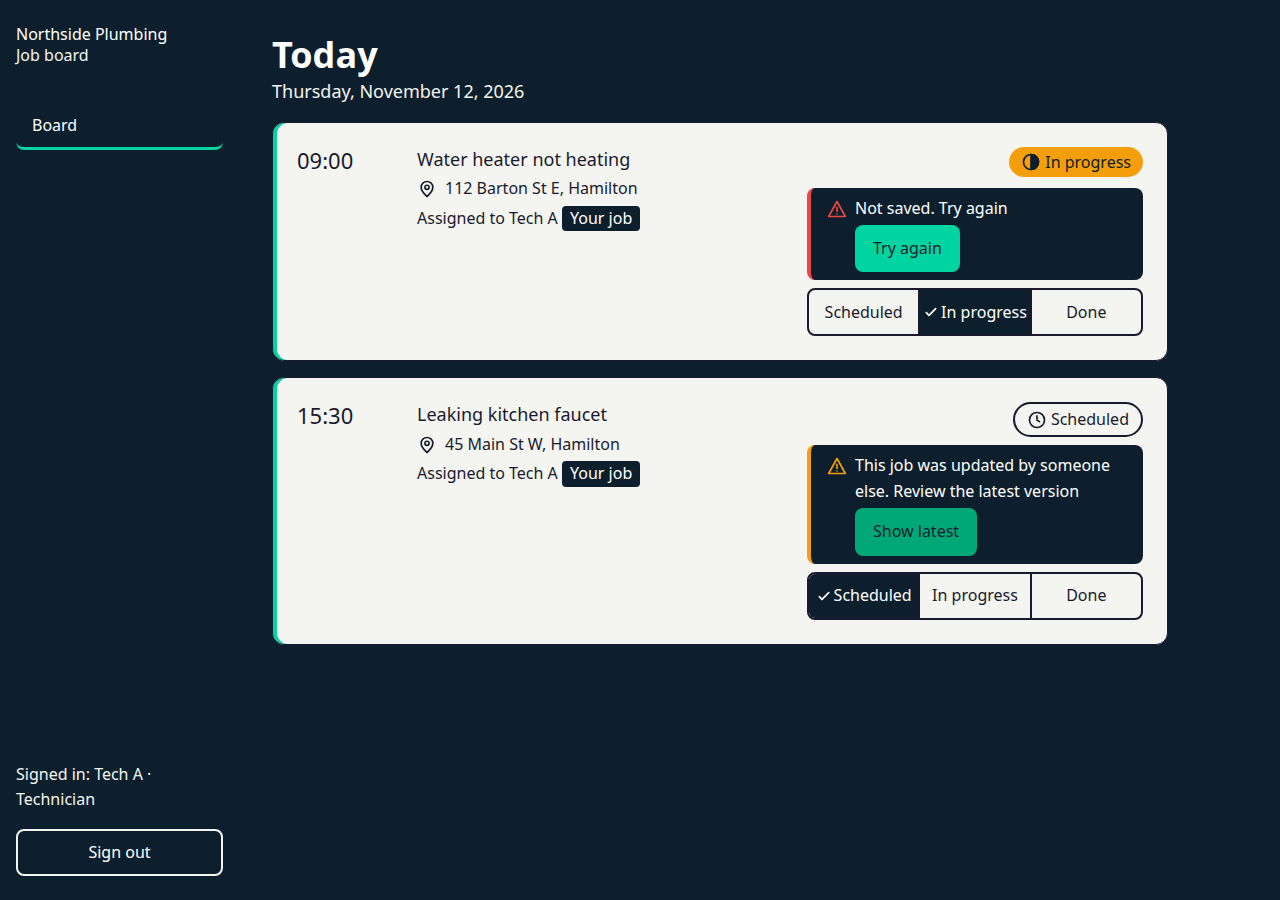 Northside Plumbing
Job board
Board
Signed in: Tech A ·
Technician
Sign out
Today
Thursday, November 12, 2026
09:00
Water heater not heating
112 Barton St E, Hamilton
Assigned to Tech A Your job
In progress
Not saved. Try again
Try again
Scheduled In progress Done
15:30
Leaking kitchen faucet
45 Main St W, Hamilton
Assigned to Tech A Your job
Scheduled
This job was updated by someone
else. Review the latest version
Show latest
Scheduled In progress Done